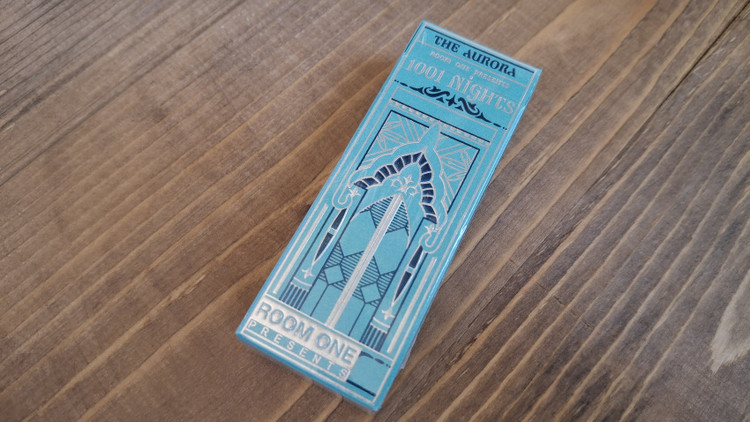 THE AURORA
ROOM ONE PRESENTS
1001 NiGHTS
ROOM ONE
PRESENTS